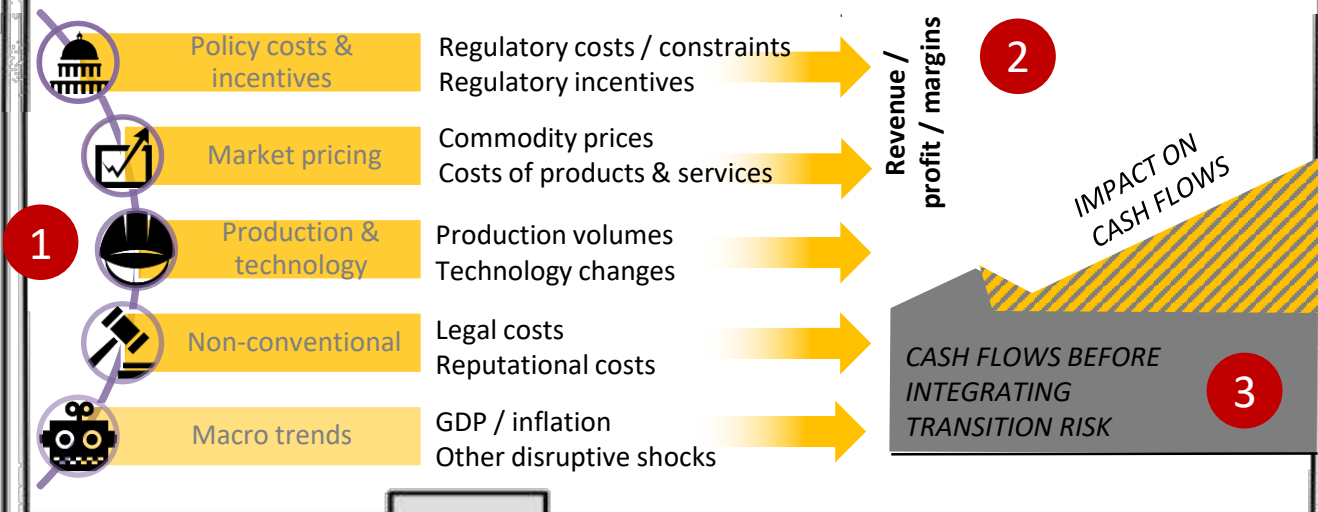 Policy costs &
incentives
Regulatory costs / constraints
Regulatory incentives
Market pricing
Commodity prices
Costs of products & services
1
Production &
technology
Production volumes
Technology changes
Non-conventional
Legal costs
Reputational costs
Macro trends
GDP / inflation
Other disruptive shocks
Revenue /
profit / margins
2
IMPACT ON
CASH FLOWS
CASH FLOWS BEFORE
INTEGRATING
TRANSITION RISK
3